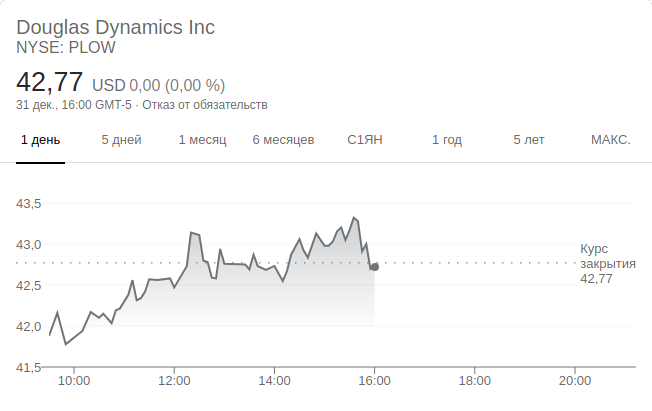 Douglas Dynamics Inc
NYSE: PLOW
42,77 USD 0,00 (0,00 %)
31 дек., 16:00 GMT-5 · Отказ от обязательств
1 день 5 дней 1 месяц 6 месяцев С1ЯН 1 год 5 лет МАКС.
43,5
43,0
Курс
закрытия
42,77
42,5
42,0
41,5
10:00 12:00 14:00 16:00 18:00 20:00